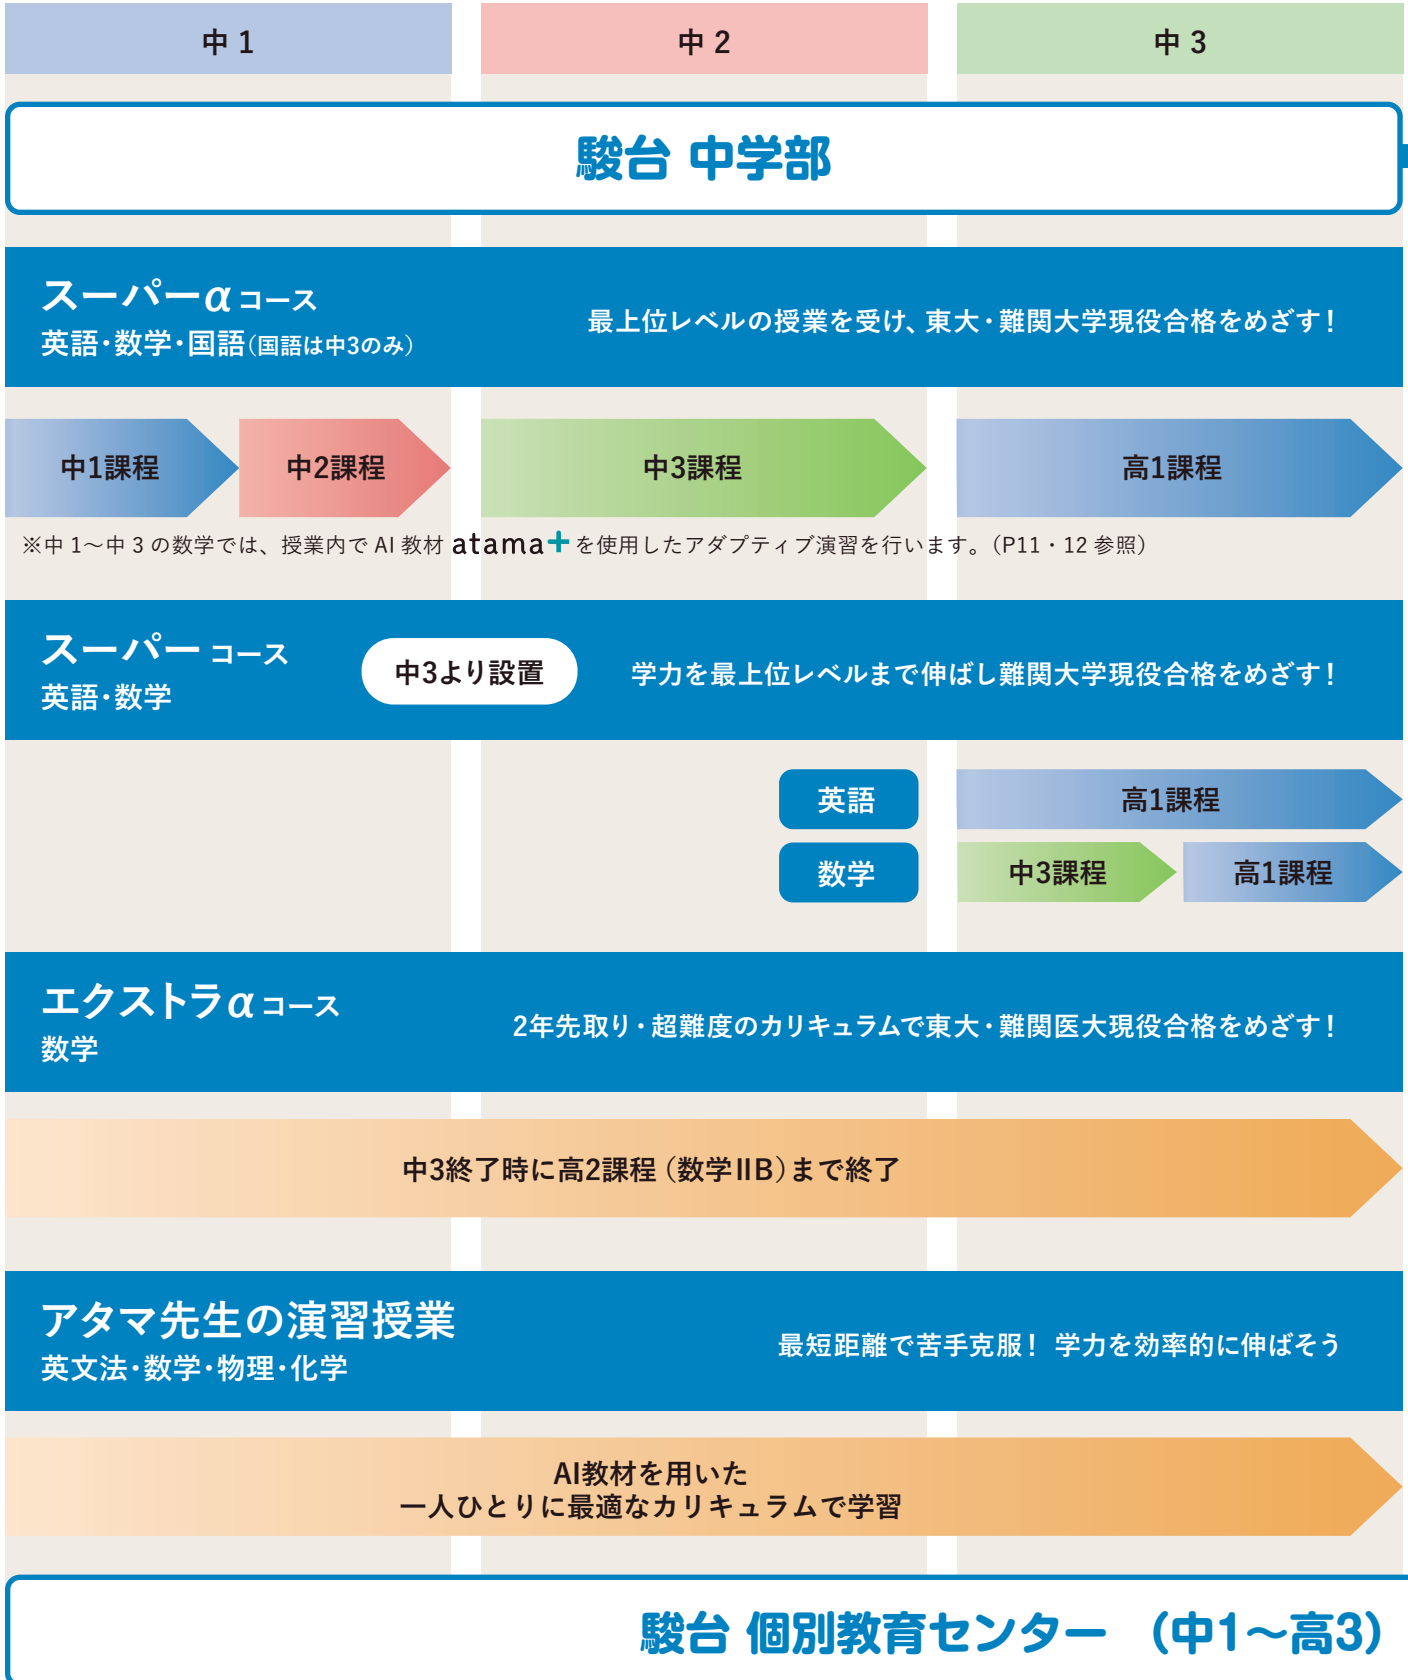 中 1
中 2
中 3
駿台 中学部
スーパーα コース
英語・数学・国語(国語は中3のみ)
最上位レベルの授業を受け、東大・難関大学現役合格をめざす！
中1課程
中2課程
中3課程
高1課程
※中 1～中 3 の数学では、授業内で AI 教材 atama+ を使用したアダプティブ演習を行います。（P11・12 参照）
スーパー コース
英語・数学
中3より設置
学力を最上位レベルまで伸ばし難関大学現役合格をめざす！
英語
高1課程
数学
中3課程
高1課程
エクストラα コース
数学
2年先取り・超難度のカリキュラムで東大・難関医大現役合格をめざす！
中3終了時に高2課程（数学ⅡB）まで終了
アタマ先生の演習授業
英文法・数学・物理・化学
最短距離で苦手克服！ 学力を効率的に伸ばそう
AI教材を用いた
一人ひとりに最適なカリキュラムで学習
駿台 個別教育センター （中1～高3）